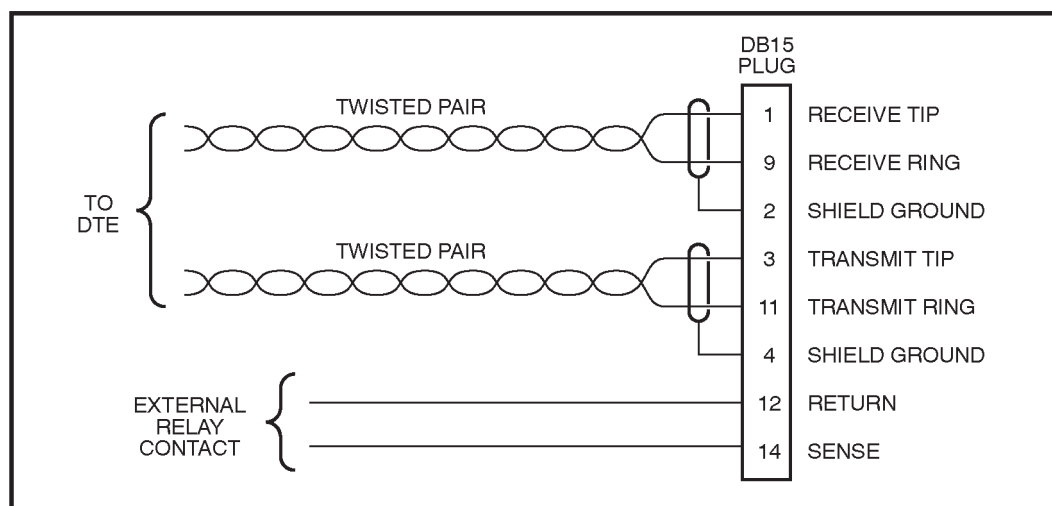 DB15
PLUG
TWISTED PAIR
1 RECEIVE TIP
9 RECEIVE RING
TO
DTE
2 SHIELD GROUND
TWISTED PAIR
3 TRANSMIT TIP
11 TRANSMIT RING
4 SHIELD GROUND
EXTERNAL
RELAY
CONTACT
12 RETURN
14 SENSE